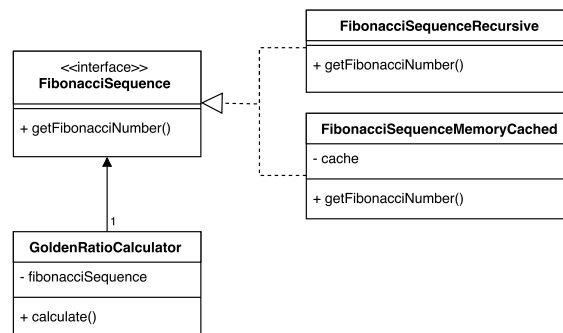 <<interface>>
FibonacciSequence
+ getFibonacciNumber()
FibonacciSequenceRecursive
+ getFibonacciNumber()
FibonacciSequenceMemoryCached
- cache
+ getFibonacciNumber()
1
GoldenRatioCalculator
- fibonacciSequence
+ calculate()